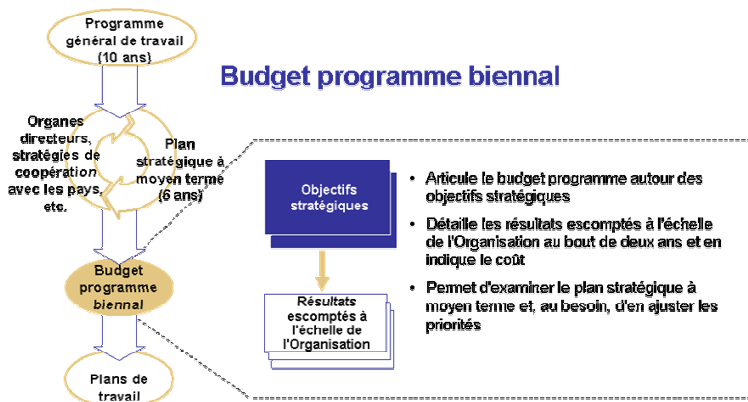 Programme
général de travail
(10 ans)
Budget programme biennal
Organes
directeurs,
stratégies de
coopération
avec les pays,
etc.
Plan
stratégique à
moyen terme
(6 ans)
Objectifs
stratégiques
• Articule le budget programme autour des
objectifs stratégiques
• Détaille les résultats escomptés à l'échelle
de l'Organisation au bout de deux ans et en
indique le coût
• Permet d'examiner le plan stratégique à
moyen terme et, au besoin, d'en ajuster les
priorités
Budget
programme
biennal
Résultats
escomptés à
l'échelle de
l'Organisation
Plans de
travail